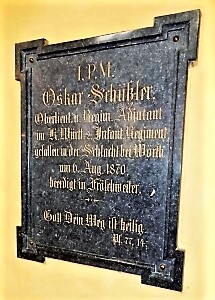 I.P.M.
Oskar Schüßler,
Oberlieut. u. Regim. Adjutant
im K. Württ. 2. Infant. Regiment
gefallen in der Schlacht bei Wörth
am 6. Aug. 1870,
beerdigt in Fröschweiler.
Gott Dein Weg ist heilig.
Ps. 77, 14.